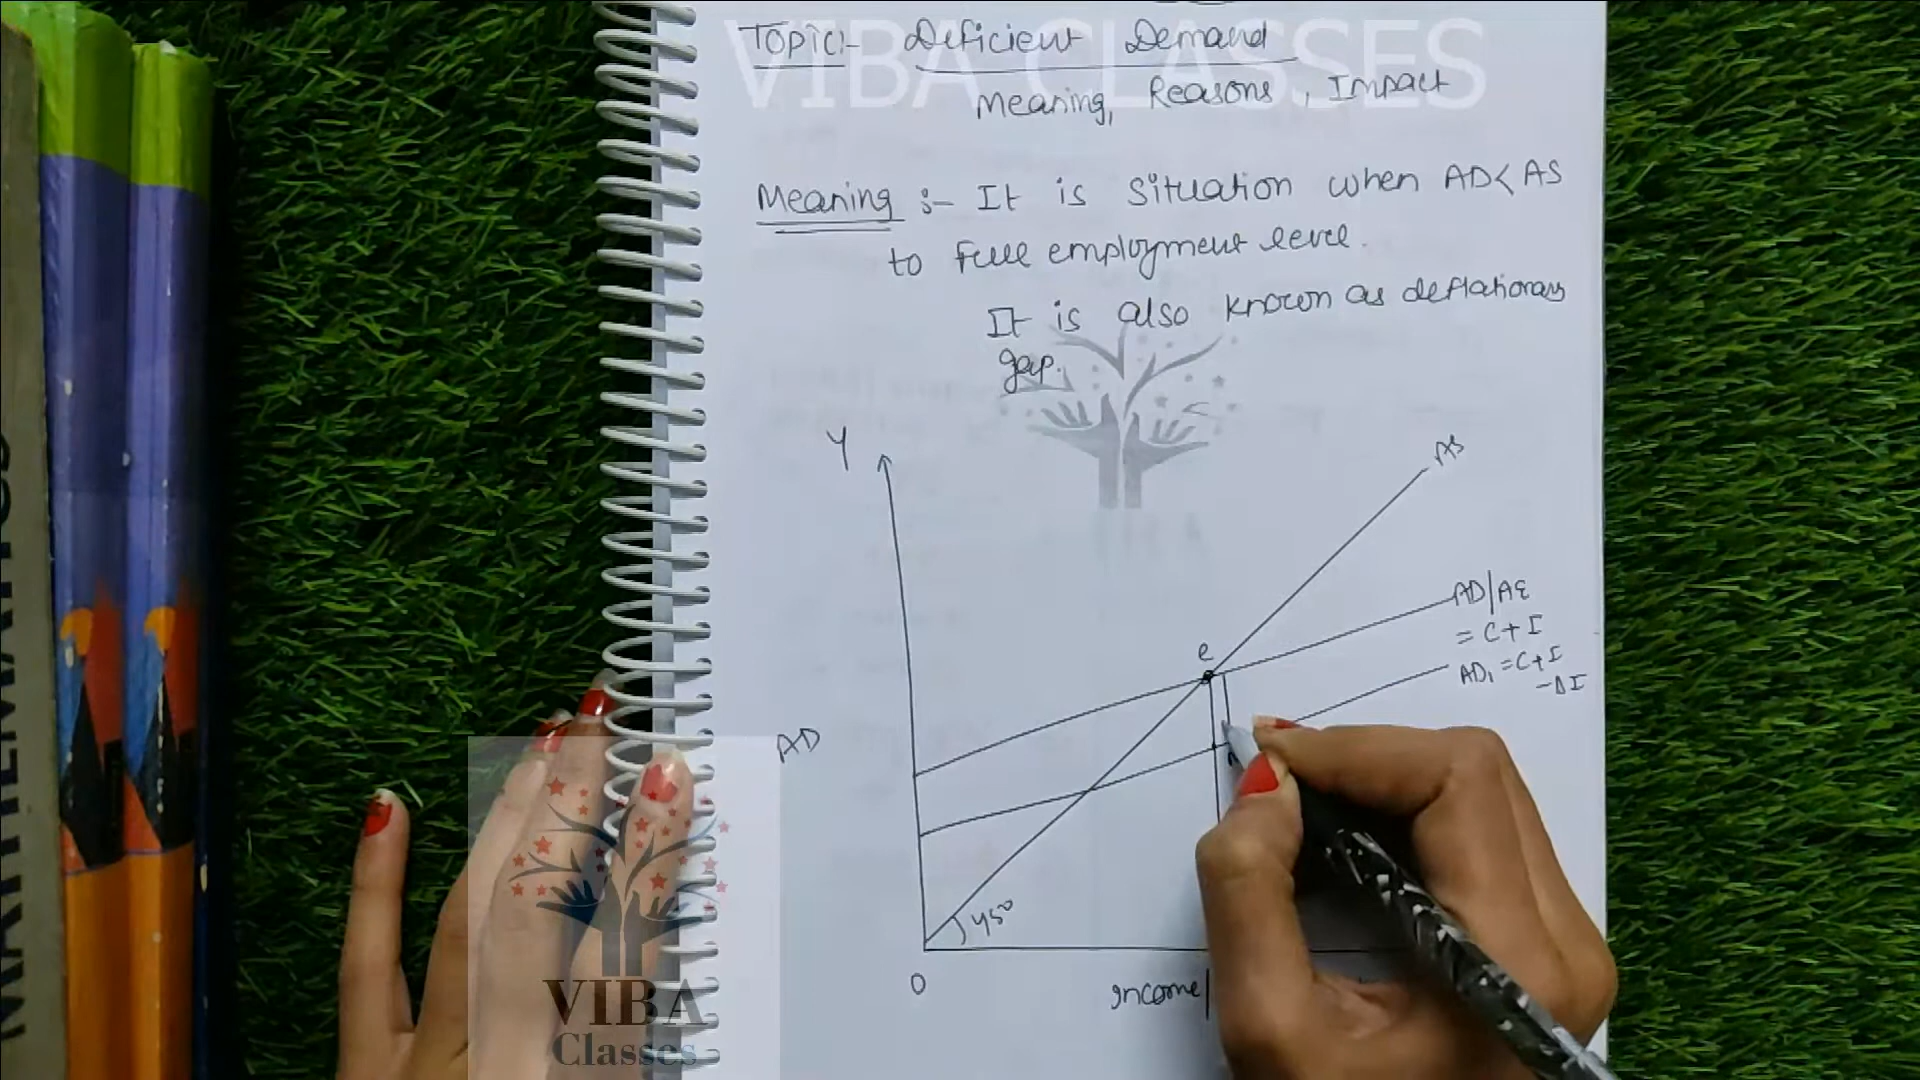 VIBA CLASSES
TOPIC:- Deficient Demand
Meaning, Reasons, Impact
Meaning :- It is situation when AD<AS
to full employment level.
It is also known as deflationary
gap.
Y
AS
AD/AE
= C+I
e
AD₁ = C+I
-ΔI
AD
45°
O
Income/
VIBA
Classes
MATHEMATICS